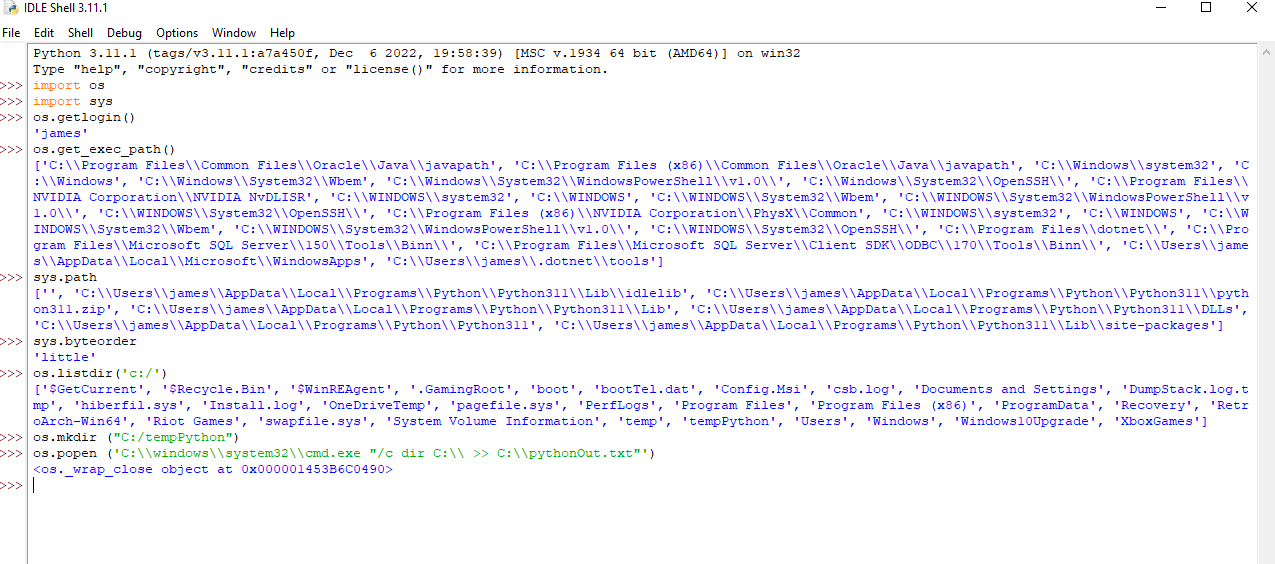 IDLE Shell 3.11.1
File Edit Shell Debug Options Window Help
Python 3.11.1 (tags/v3.11.1:a7a450f, Dec  6 2022, 19:58:39) [MSC v.1934 64 bit (AMD64)] on win32
Type "help", "copyright", "credits" or "license()" for more information.
>>> import os
>>> import sys
>>> os.getlogin()
'james'
>>> os.get_exec_path()
['C:\\Program Files\\Common Files\\Oracle\\Java\\javapath', 'C:\\Program Files (x86)\\Common Files\\Oracle\\Java\\javapath', 'C:\\Windows\\system32', 'C
:\\Windows', 'C:\\Windows\\System32\\Wbem', 'C:\\Windows\\System32\\WindowsPowerShell\\v1.0\\', 'C:\\Windows\\System32\\OpenSSH\\', 'C:\\Program Files\\
NVIDIA Corporation\\NVIDIA NvDLISR', 'C:\\WINDOWS\\system32', 'C:\\WINDOWS', 'C:\\WINDOWS\\System32\\Wbem', 'C:\\WINDOWS\\System32\\WindowsPowerShell\\v
1.0\\', 'C:\\WINDOWS\\System32\\OpenSSH\\', 'C:\\Program Files (x86)\\NVIDIA Corporation\\PhysX\\Common', 'C:\\WINDOWS\\system32', 'C:\\WINDOWS', 'C:\\W
INDOWS\\System32\\Wbem', 'C:\\WINDOWS\\System32\\WindowsPowerShell\\v1.0\\', 'C:\\WINDOWS\\System32\\OpenSSH\\', 'C:\\Program Files\\dotnet\\', 'C:\\Pro
gram Files\\Microsoft SQL Server\\150\\Tools\\Binn\\', 'C:\\Program Files\\Microsoft SQL Server\\Client SDK\\ODBC\\170\\Tools\\Binn\\', 'C:\\Users\\jame
s\\AppData\\Local\\Microsoft\\WindowsApps', 'C:\\Users\\james\\.dotnet\\tools']
>>> sys.path
['', 'C:\\Users\\james\\AppData\\Local\\Programs\\Python\\Python311\\Lib\\idlelib', 'C:\\Users\\james\\AppData\\Local\\Programs\\Python\\Python311\\pyth
on311.zip', 'C:\\Users\\james\\AppData\\Local\\Programs\\Python\\Python311\\Lib', 'C:\\Users\\james\\AppData\\Local\\Programs\\Python\\Python311\\DLLs',
'C:\\Users\\james\\AppData\\Local\\Programs\\Python\\Python311', 'C:\\Users\\james\\AppData\\Local\\Programs\\Python\\Python311\\Lib\\site-packages']
>>> sys.byteorder
'little'
>>> os.listdir('c:/')
['$GetCurrent', '$Recycle.Bin', '$WinREAgent', '.GamingRoot', 'boot', 'bootTel.dat', 'Config.Msi', 'csb.log', 'Documents and Settings', 'DumpStack.log.t
mp', 'hiberfil.sys', 'Install.log', 'OneDriveTemp', 'pagefile.sys', 'PerfLogs', 'Program Files', 'Program Files (x86)', 'ProgramData', 'Recovery', 'Retr
oArch-Win64', 'Riot Games', 'swapfile.sys', 'System Volume Information', 'temp', 'tempPython', 'Users', 'Windows', 'Windows10Upgrade', 'XboxGames']
>>> os.mkdir ("C:/tempPython")
>>> os.popen ('C:\\windows\\system32\\cmd.exe "/c dir C:\\ >> C:\\pythonOut.txt"')
<os._wrap_close object at 0x000001453B6C0490>
>>>